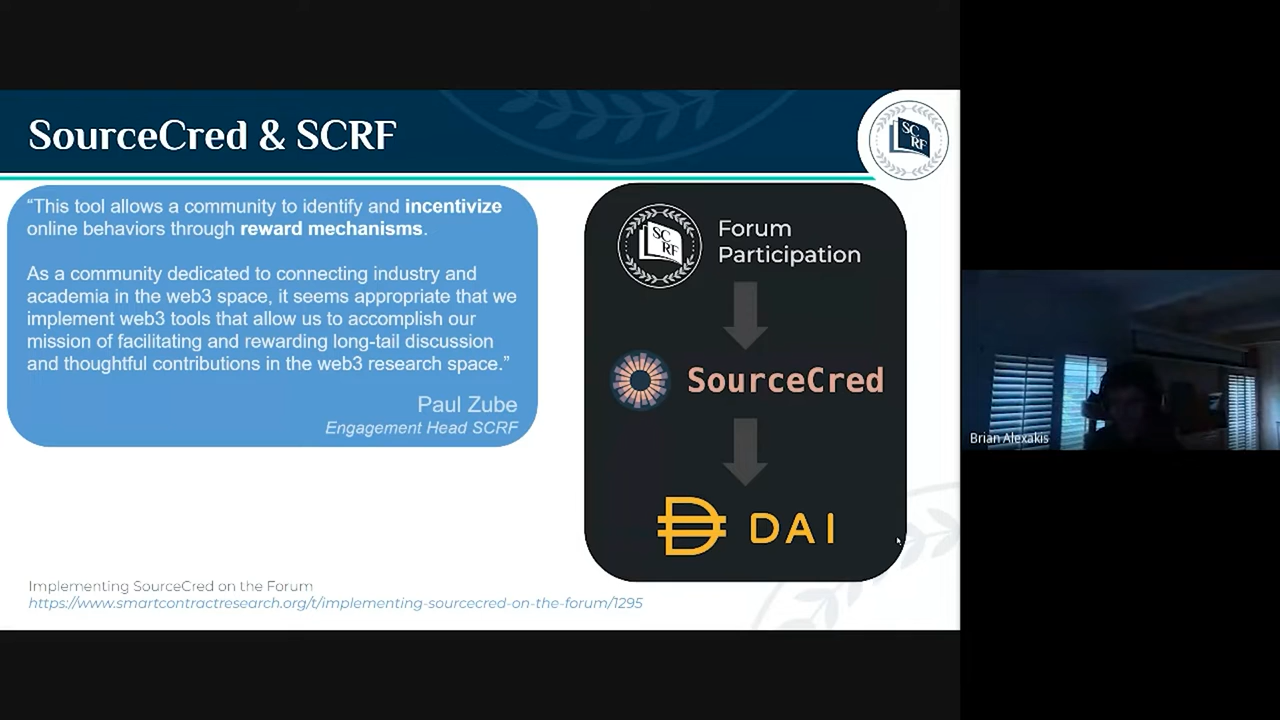 SourceCred & SCRF
SC
RF
“This tool allows a community to identify and incentivize
online behaviors through reward mechanisms.
As a community dedicated to connecting industry and
academia in the web3 space, it seems appropriate that we
implement web3 tools that allow us to accomplish our
mission of facilitating and rewarding long-tail discussion
and thoughtful contributions in the web3 research space.”
Paul Zube
Engagement Head SCRF
SC
RF
Forum
Participation
SourceCred
DAI
Implementing SourceCred on the Forum
https://www.smartcontractresearch.org/t/implementing-sourcecred-on-the-forum/1295
Brian Alexakis